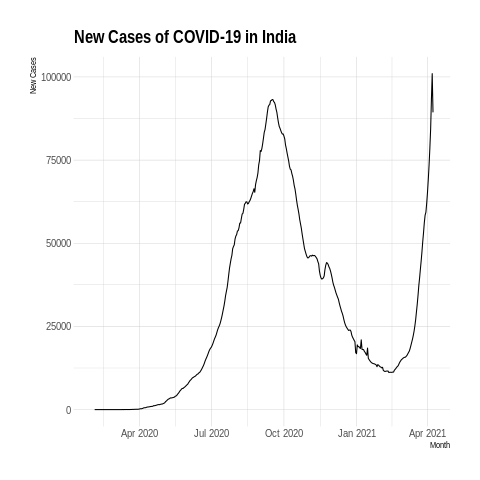 New Cases of COVID-19 in India
New Cases
100000
75000
50000
25000
0
Apr 2020 Jul 2020 Oct 2020 Jan 2021 Apr 2021
Month